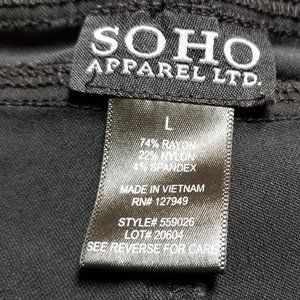 SOHO
APPAREL LTD.
L
74% RAYON
22% NYLON
4% SPANDEX
MADE IN VIETNAM
RN# 127949
STYLE# 559026
LOT# 20604
SEE REVERSE FOR CARE